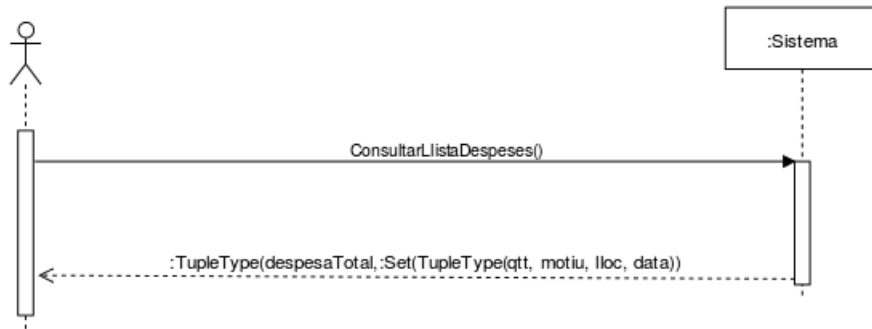 :Sistema
ConsultarLlistaDespeses()
:TupleType(despesaTotal,:Set(TupleType(qtt, motiu, lloc, data))